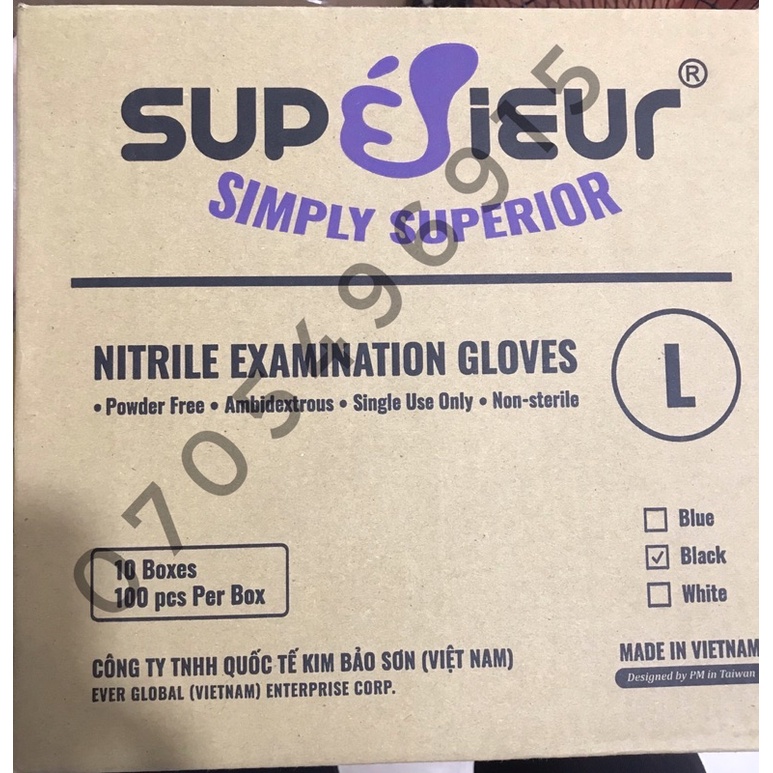 SUPÉRiEUr®
SIMPLY SUPERIOR
NITRILE EXAMINATION GLOVES
• Powder Free • Ambidextrous • Single Use Only • Non-sterile
L
Blue
Black
White
10 Boxes
100 pcs Per Box
CÔNG TY TNHH QUỐC TẾ KIM BẢO SƠN (VIỆT NAM)
EVER GLOBAL (VIETNAM) ENTERPRISE CORP.
MADE IN VIETNAM
Designed by PM in Taiwan
0705496915